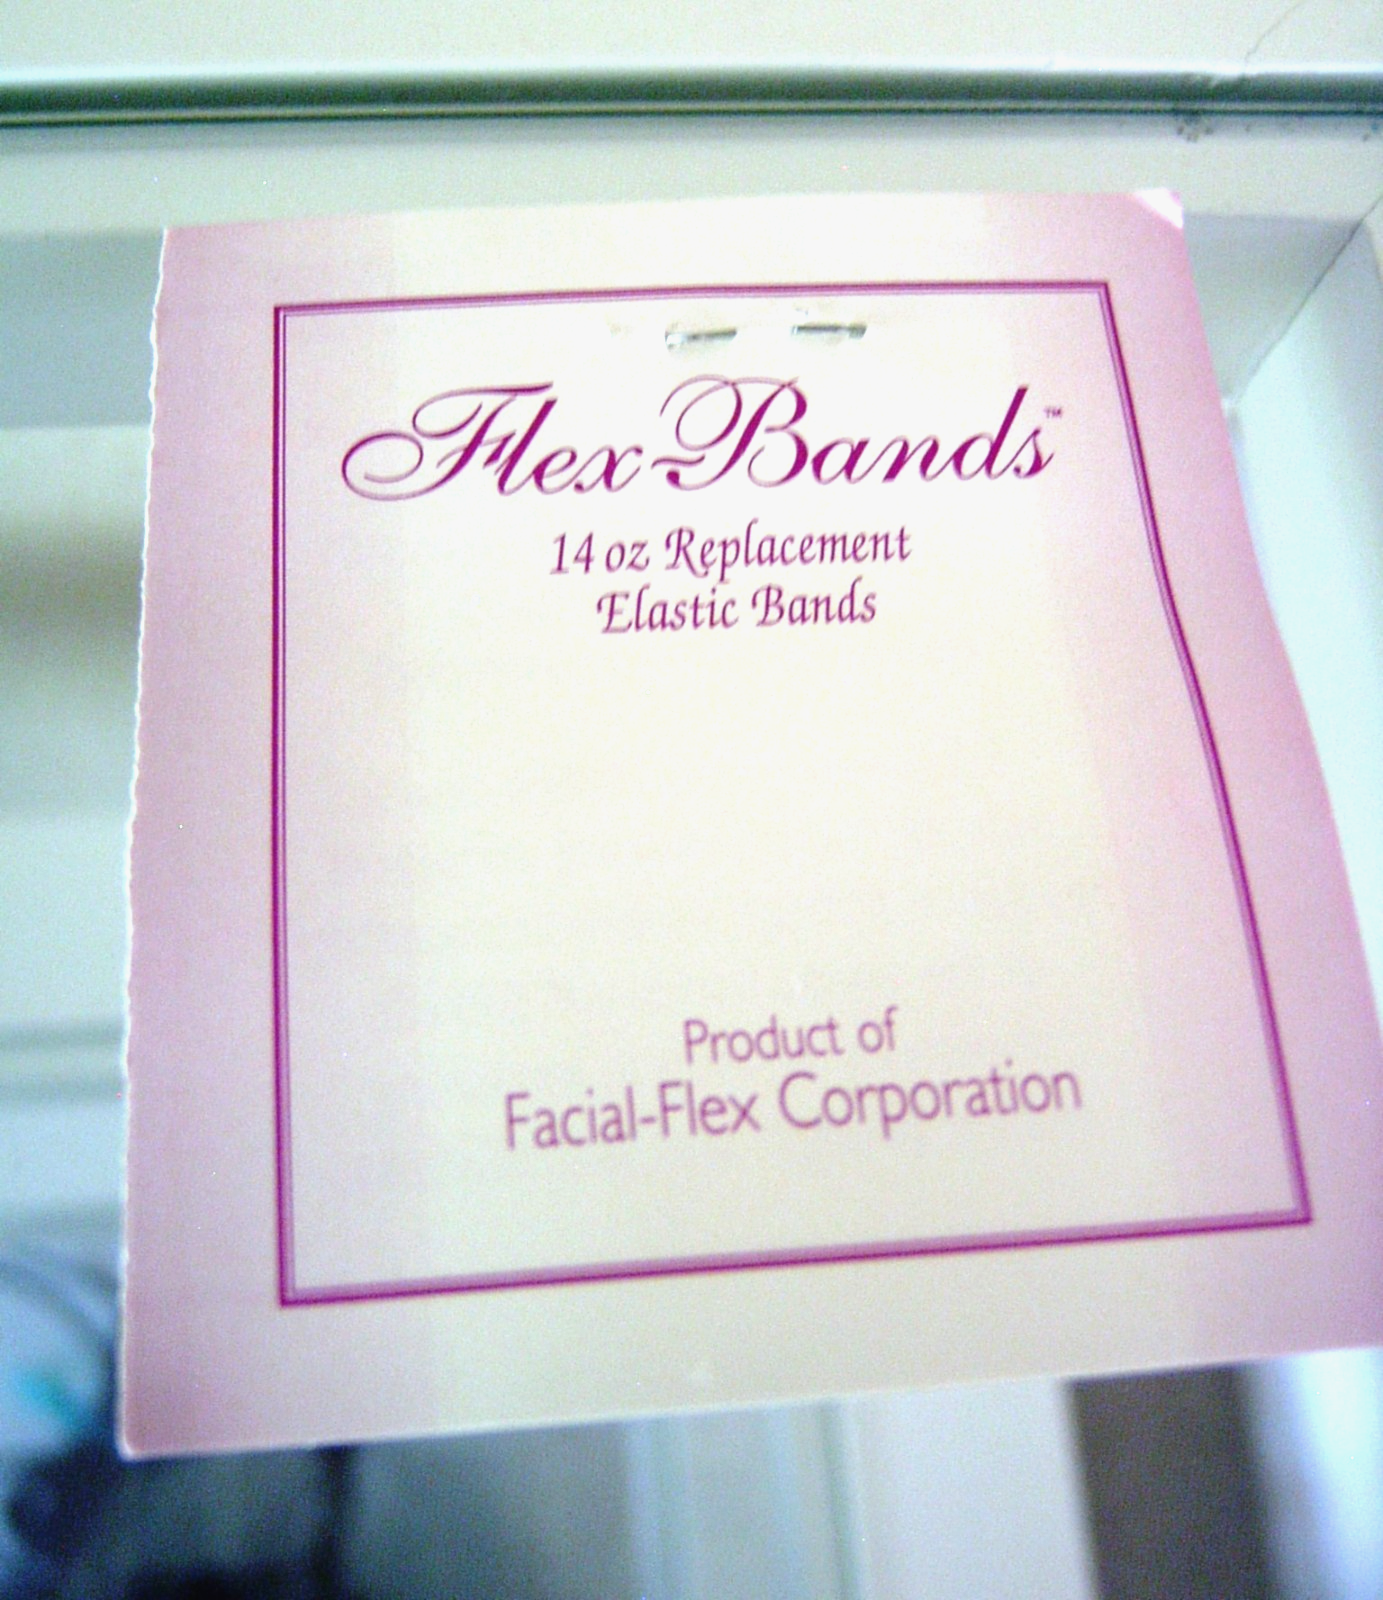 Flex-Bands™
14 oz Replacement
Elastic Bands
Product of
Facial-Flex Corporation